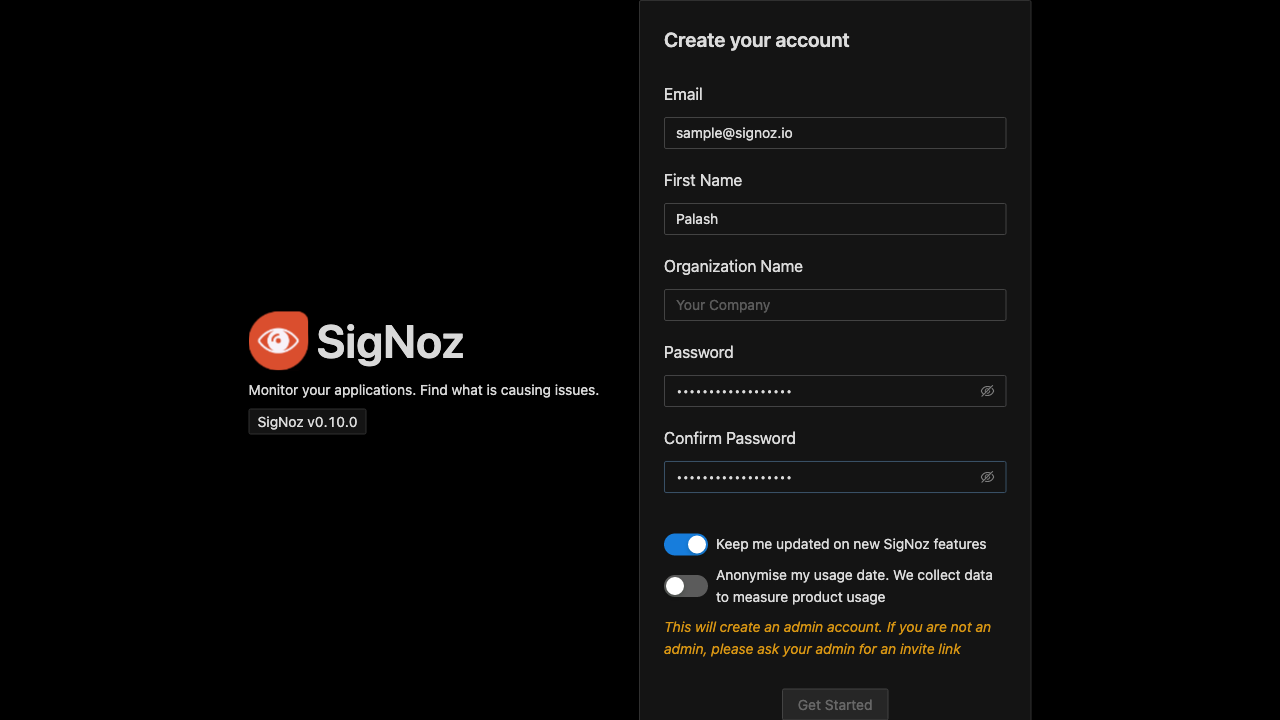 SigNoz
Monitor your applications. Find what is causing issues.
SigNoz v0.10.0
Create your account
Email
sample@signoz.io
First Name
Palash
Organization Name
Your Company
Password
••••••••••••••••••
Confirm Password
••••••••••••••••••
Keep me updated on new SigNoz features
Anonymise my usage date. We collect data
to measure product usage
This will create an admin account. If you are not an
admin, please ask your admin for an invite link
Get Started